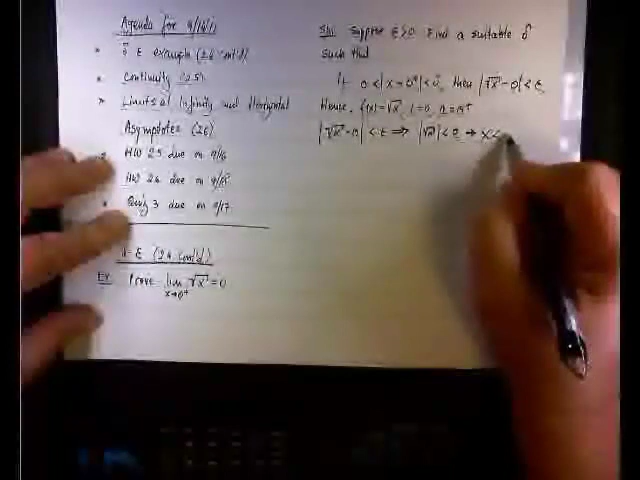 Agenda for 9/16/
δ-ε example (2.4 cont'd)
Continuity (2.5)
Limits at Infinity and Horizontal
Asymptotes (2.6)
HW 2.5 due on 9/16
HW 2.6 due on
Quiz 3 due on 9/17
δ-ε (2.4 cont'd)
Ex Prove lim √x = 0
x→0⁺
Soln Suppose ε>0 Find a suitable δ
such that
If 0<|x-0⁺|<δ, then |√x-0|<ε
Hence, f(x)=√x, L=0, a=0⁺
|√x-0|<ε ⇒ |√x|<ε → x<